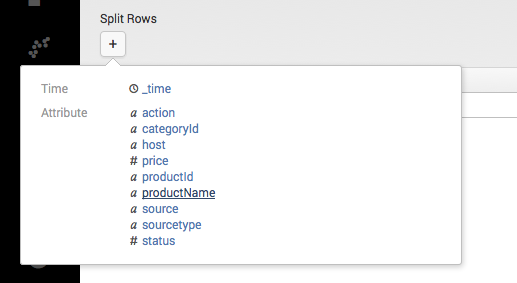 Split Rows
+
Time _time
Attribute a action
a categoryId
a host
# price
a productId
a productName
a source
a sourcetype
# status